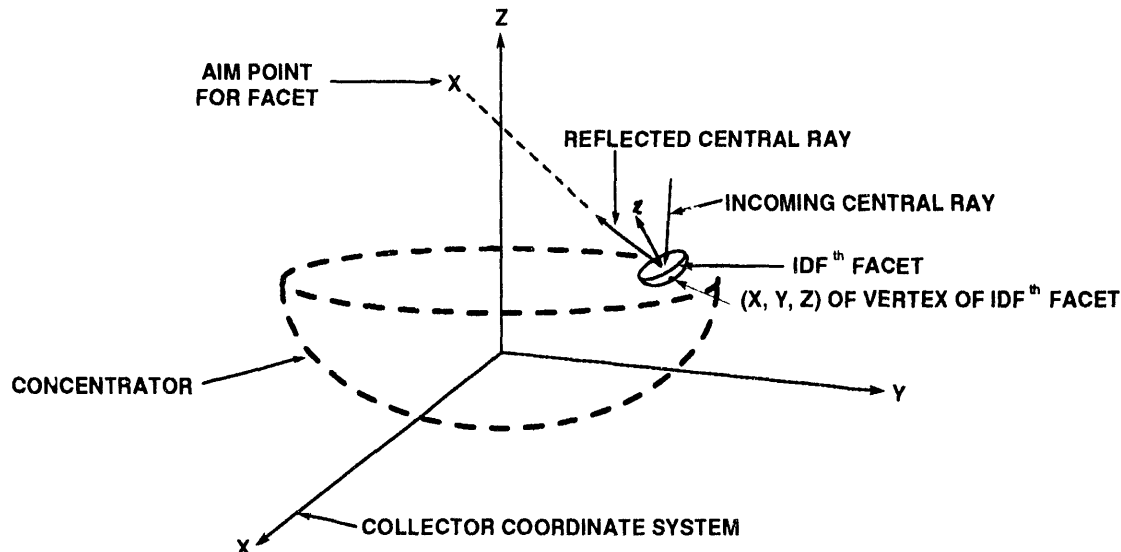 Z
AIM POINT
FOR FACET
X
REFLECTED CENTRAL RAY
z
INCOMING CENTRAL RAY
IDF th FACET
(X, Y, Z) OF VERTEX OF IDF th FACET
CONCENTRATOR
Y
COLLECTOR COORDINATE SYSTEM
X